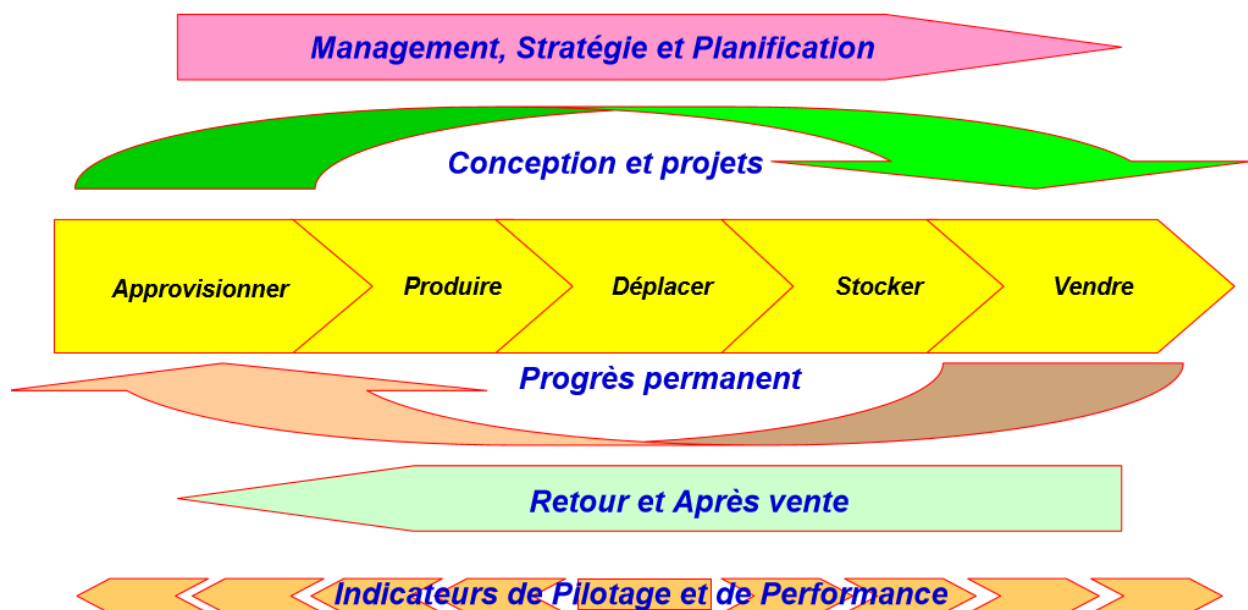 Management, Stratégie et Planification
Conception et projets
Approvisionner
Produire
Déplacer
Stocker
Vendre
Progrès permanent
Retour et Après vente
Indicateurs de Pilotage et de Performance